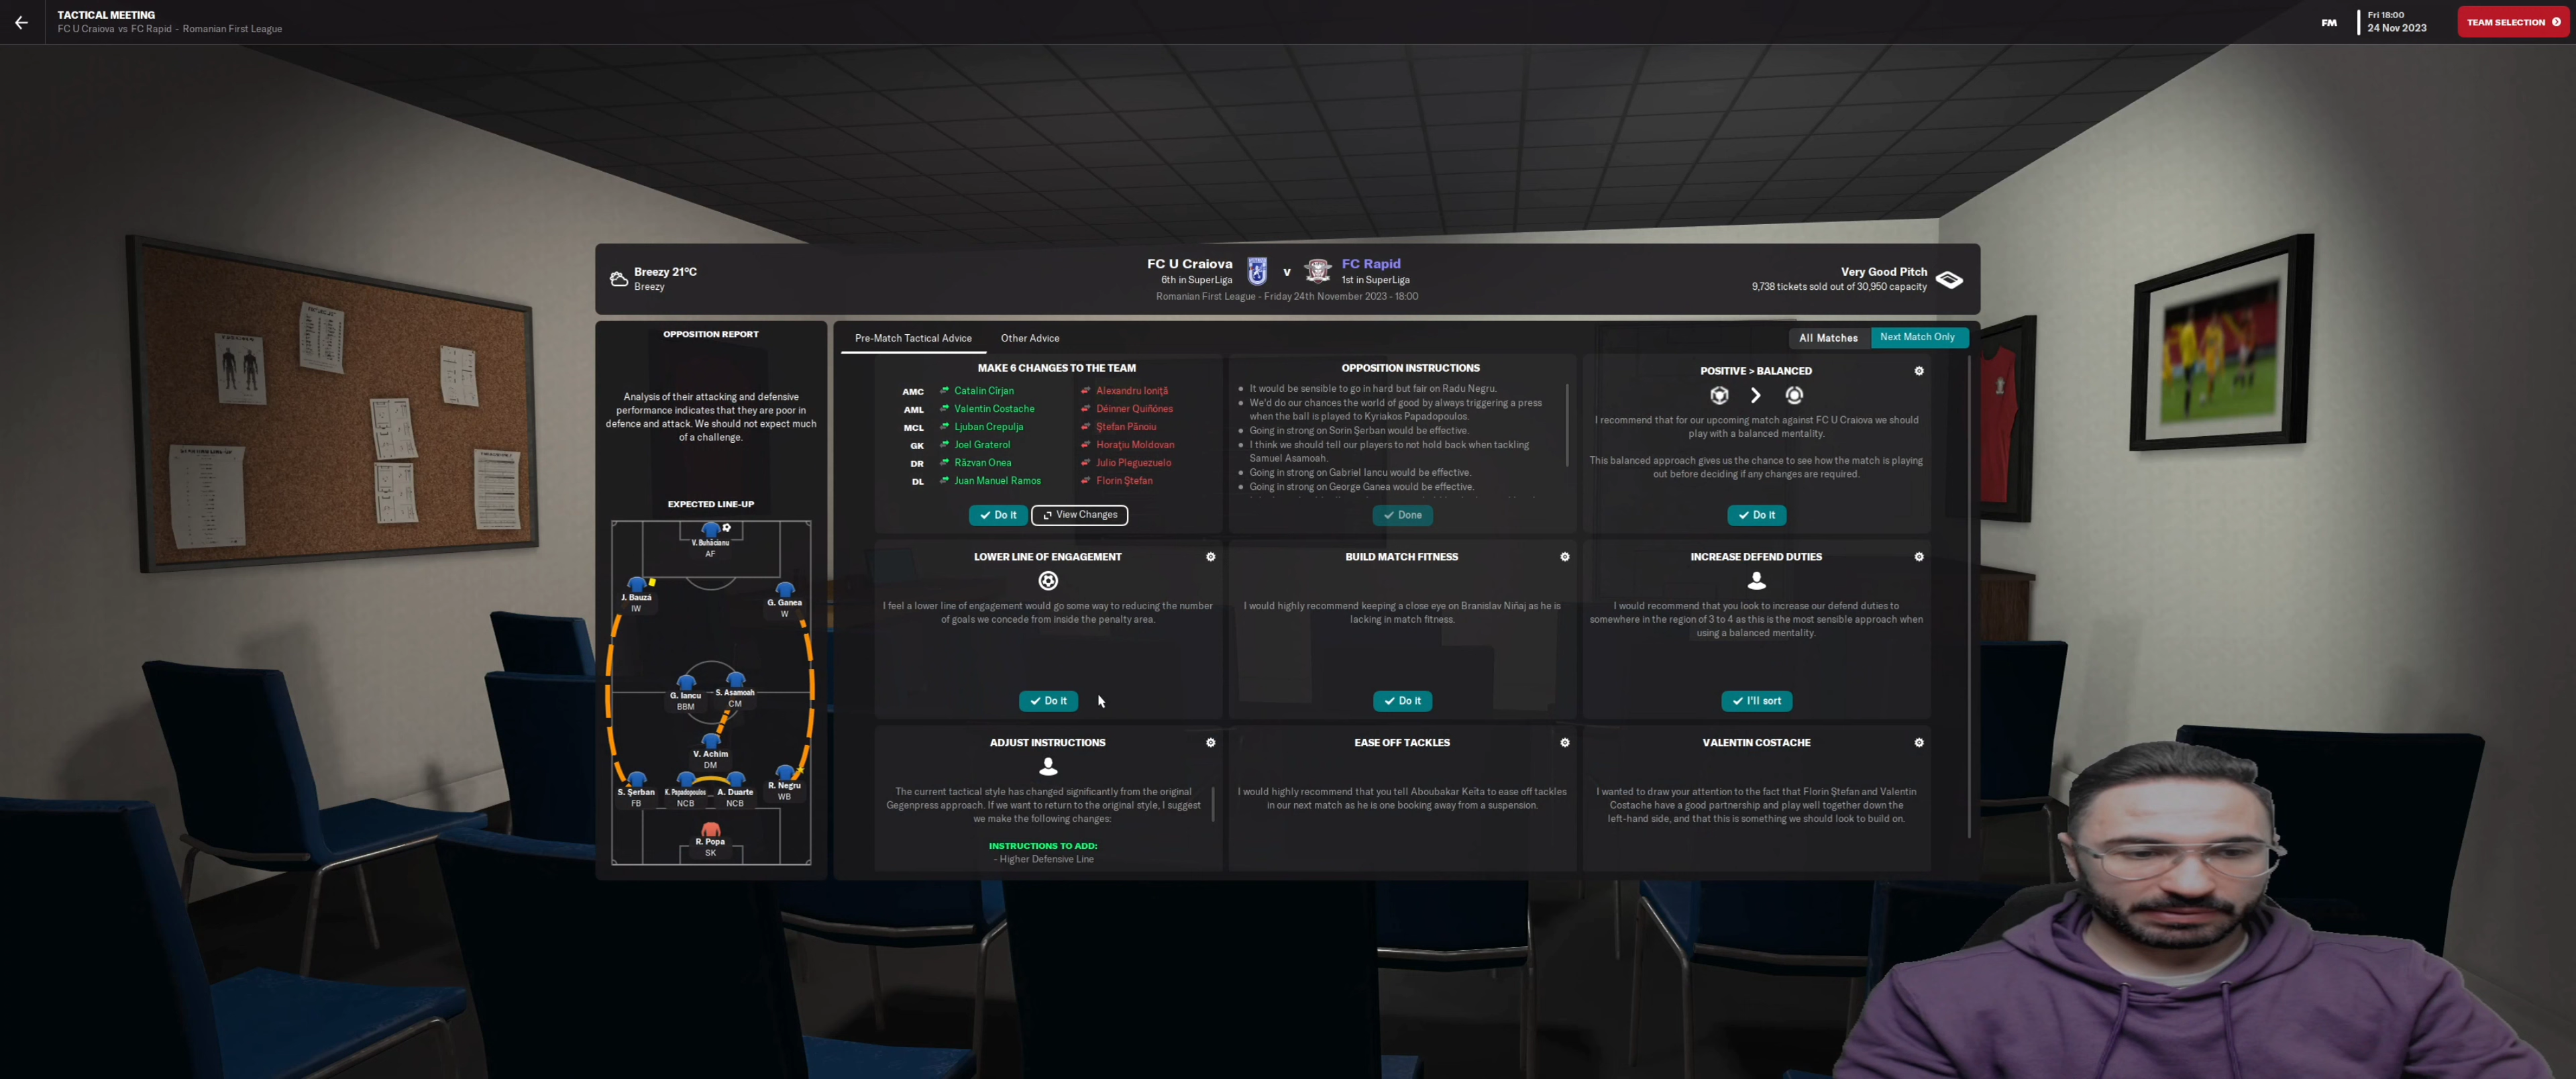 TACTICAL MEETING
FC U Craiova vs FC Rapid - Romanian First League
FM
Fri 18:00
24 Nov 2023
TEAM SELECTION
Breezy 21°C
Breezy
FC U Craiova
6th in SuperLiga
v
FC Rapid
1st in SuperLiga
Romanian First League - Friday 24th November 2023 - 18:00
Very Good Pitch
9,738 tickets sold out of 30,950 capacity
OPPOSITION REPORT
Analysis of their attacking and defensive
performance indicates that they are poor in
defence and attack. We should not expect much
of a challenge.
EXPECTED LINE-UP
V. Buhăcianu
AF
J. Bauzá
IW
G. Ganea
W
G. Iancu
BBM
S. Asamoah
CM
V. Achim
DM
S. Şerban
FB
K. Papadopoulos
NCB
A. Duarte
NCB
R. Negru
WB
R. Popa
SK
Pre-Match Tactical Advice
Other Advice
All Matches
Next Match Only
MAKE 6 CHANGES TO THE TEAM
AMC Catalin Cîrjan Alexandru Ioniţă
AML Valentin Costache Déinner Quiñónes
MCL Ljuban Crepulja Ştefan Pănoiu
GK Joel Graterol Horaţiu Moldovan
DR Răzvan Onea Julio Pleguezuelo
DL Juan Manuel Ramos Florin Ştefan
Do it
View Changes
OPPOSITION INSTRUCTIONS
It would be sensible to go in hard but fair on Radu Negru.
We'd do our chances the world of good by always triggering a press
when the ball is played to Kyriakos Papadopoulos.
Going in strong on Sorin Şerban would be effective.
I think we should tell our players to not hold back when tackling
Samuel Asamoah.
Going in strong on Gabriel Iancu would be effective.
Going in strong on George Ganea would be effective.
Done
POSITIVE > BALANCED
I recommend that for our upcoming match against FC U Craiova we should
play with a balanced mentality.
This balanced approach gives us the chance to see how the match is playing
out before deciding if any changes are required.
Do it
LOWER LINE OF ENGAGEMENT
I feel a lower line of engagement would go some way to reducing the number
of goals we concede from inside the penalty area.
Do it
BUILD MATCH FITNESS
I would highly recommend keeping a close eye on Branislav Niňaj as he is
lacking in match fitness.
Do it
INCREASE DEFEND DUTIES
I would recommend that you look to increase our defend duties to
somewhere in the region of 3 to 4 as this is the most sensible approach when
using a balanced mentality.
I'll sort
ADJUST INSTRUCTIONS
The current tactical style has changed significantly from the original
Gegenpress approach. If we want to return to the original style, I suggest
we make the following changes:
INSTRUCTIONS TO ADD:
- Higher Defensive Line
EASE OFF TACKLES
I would highly recommend that you tell Aboubakar Keita to ease off tackles
in our next match as he is one booking away from a suspension.
VALENTIN COSTACHE
I wanted to draw your attention to the fact that Florin Ştefan and Valentin
Costache have a good partnership and play well together down the
left-hand side, and that this is something we should look to build on.